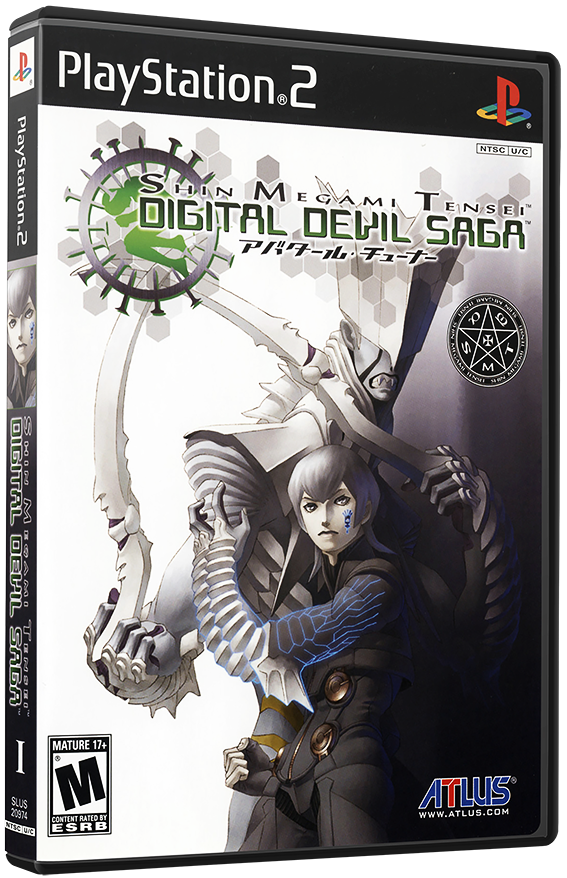 PlayStation®2
NTSC U/C
SHIN MEGAMI TENSEI™
DIGITAL DEVIL SAGA™
アバタール・チューナー
S M T
MATURE 17+
M
CONTENT RATED BY
ESRB
ATLUS®
WWW.ATLUS.COM
PlayStation®2
SHIN MEGAMI TENSEI™
DIGITAL DEVIL SAGA™
I
SLUS
20974
NTSC U/C